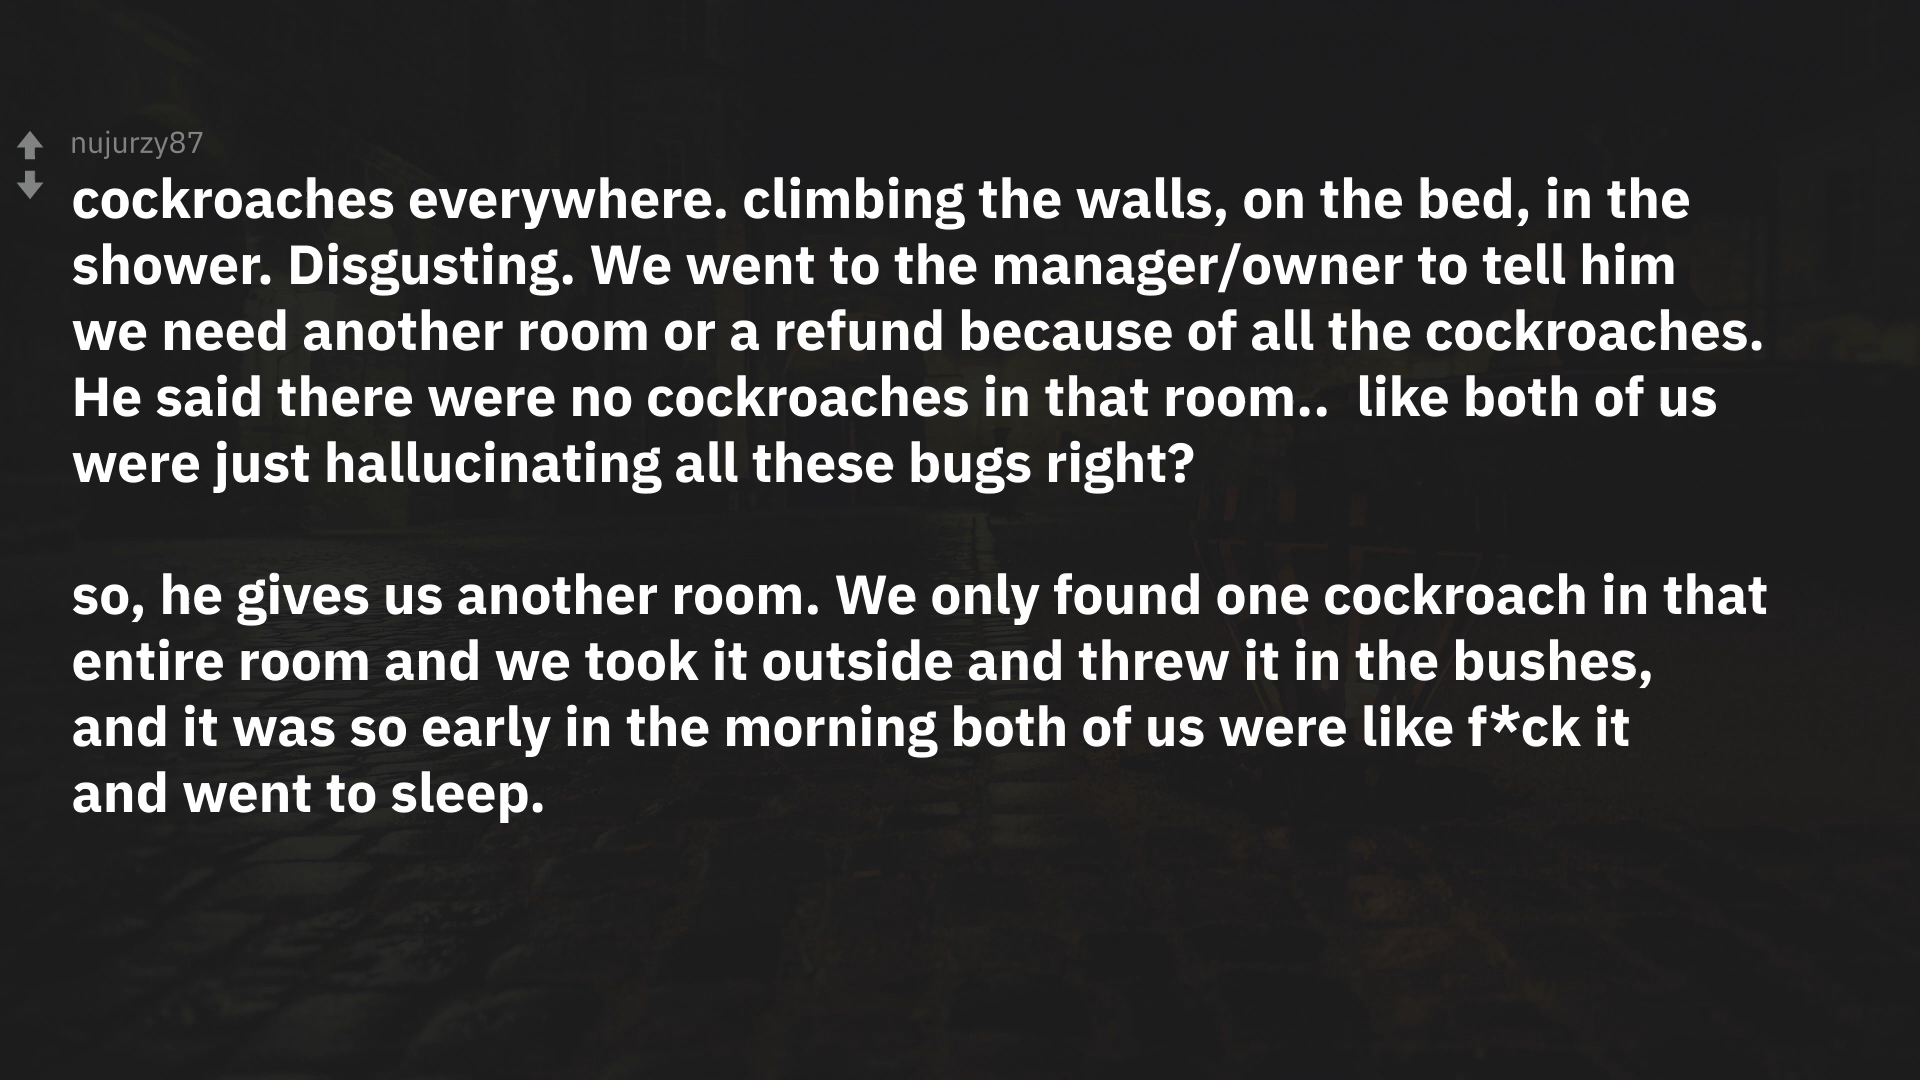 nujurzy87
cockroaches everywhere. climbing the walls, on the bed, in the
shower. Disgusting. We went to the manager/owner to tell him
we need another room or a refund because of all the cockroaches.
He said there were no cockroaches in that room..  like both of us
were just hallucinating all these bugs right?
so, he gives us another room. We only found one cockroach in that
entire room and we took it outside and threw it in the bushes,
and it was so early in the morning both of us were like f*ck it
and went to sleep.